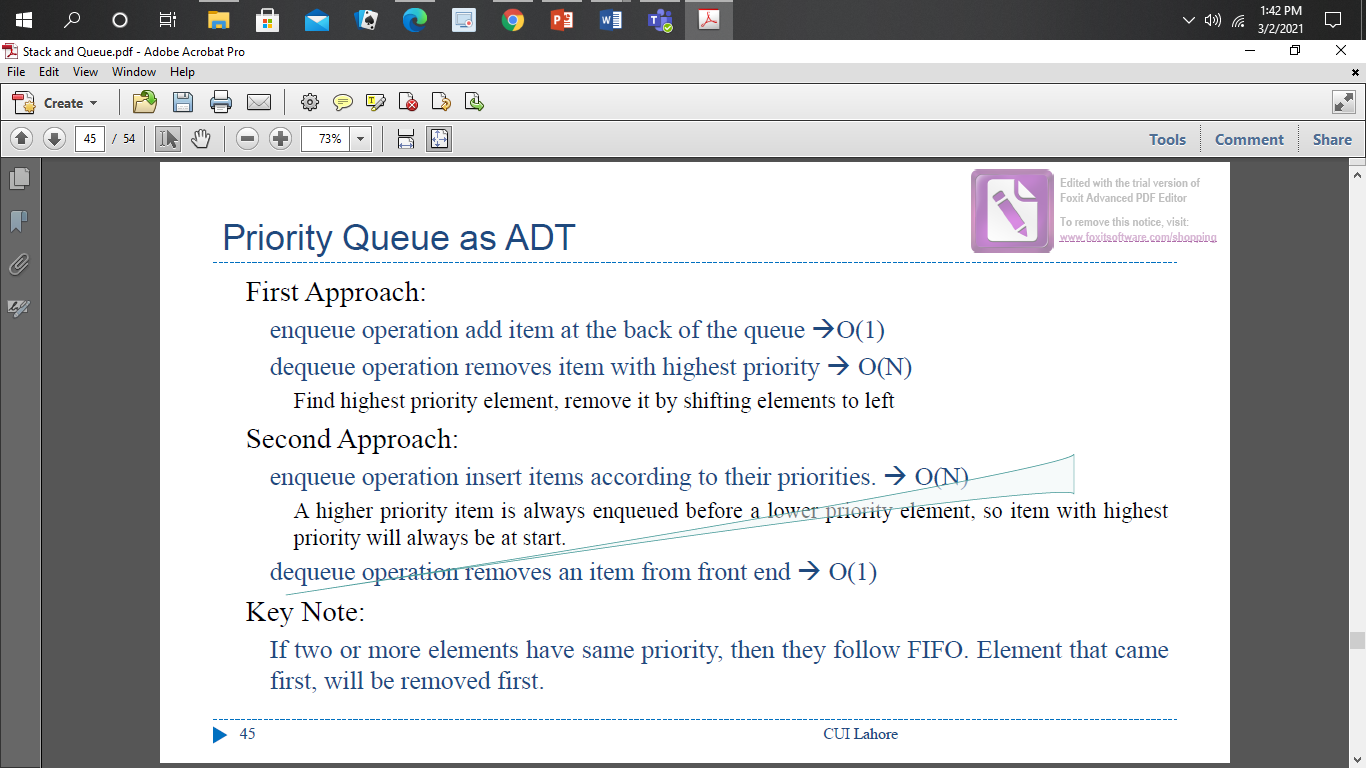 1:42 PM
3/2/2021
Stack and Queue.pdf - Adobe Acrobat Pro
File Edit View Window Help
Create
45 / 54 73% Tools Comment Share
Edited with the trial version of
Foxit Advanced PDF Editor
To remove this notice, visit:
www.foxitsoftware.com/shopping
Priority Queue as ADT
First Approach:
enqueue operation add item at the back of the queue →O(1)
dequeue operation removes item with highest priority → O(N)
Find highest priority element, remove it by shifting elements to left
Second Approach:
enqueue operation insert items according to their priorities. → O(N)
A higher priority item is always enqueued before a lower priority element, so item with highest
priority will always be at start.
dequeue operation removes an item from front end → O(1)
Key Note:
If two or more elements have same priority, then they follow FIFO. Element that came
first, will be removed first.
45 CUI Lahore